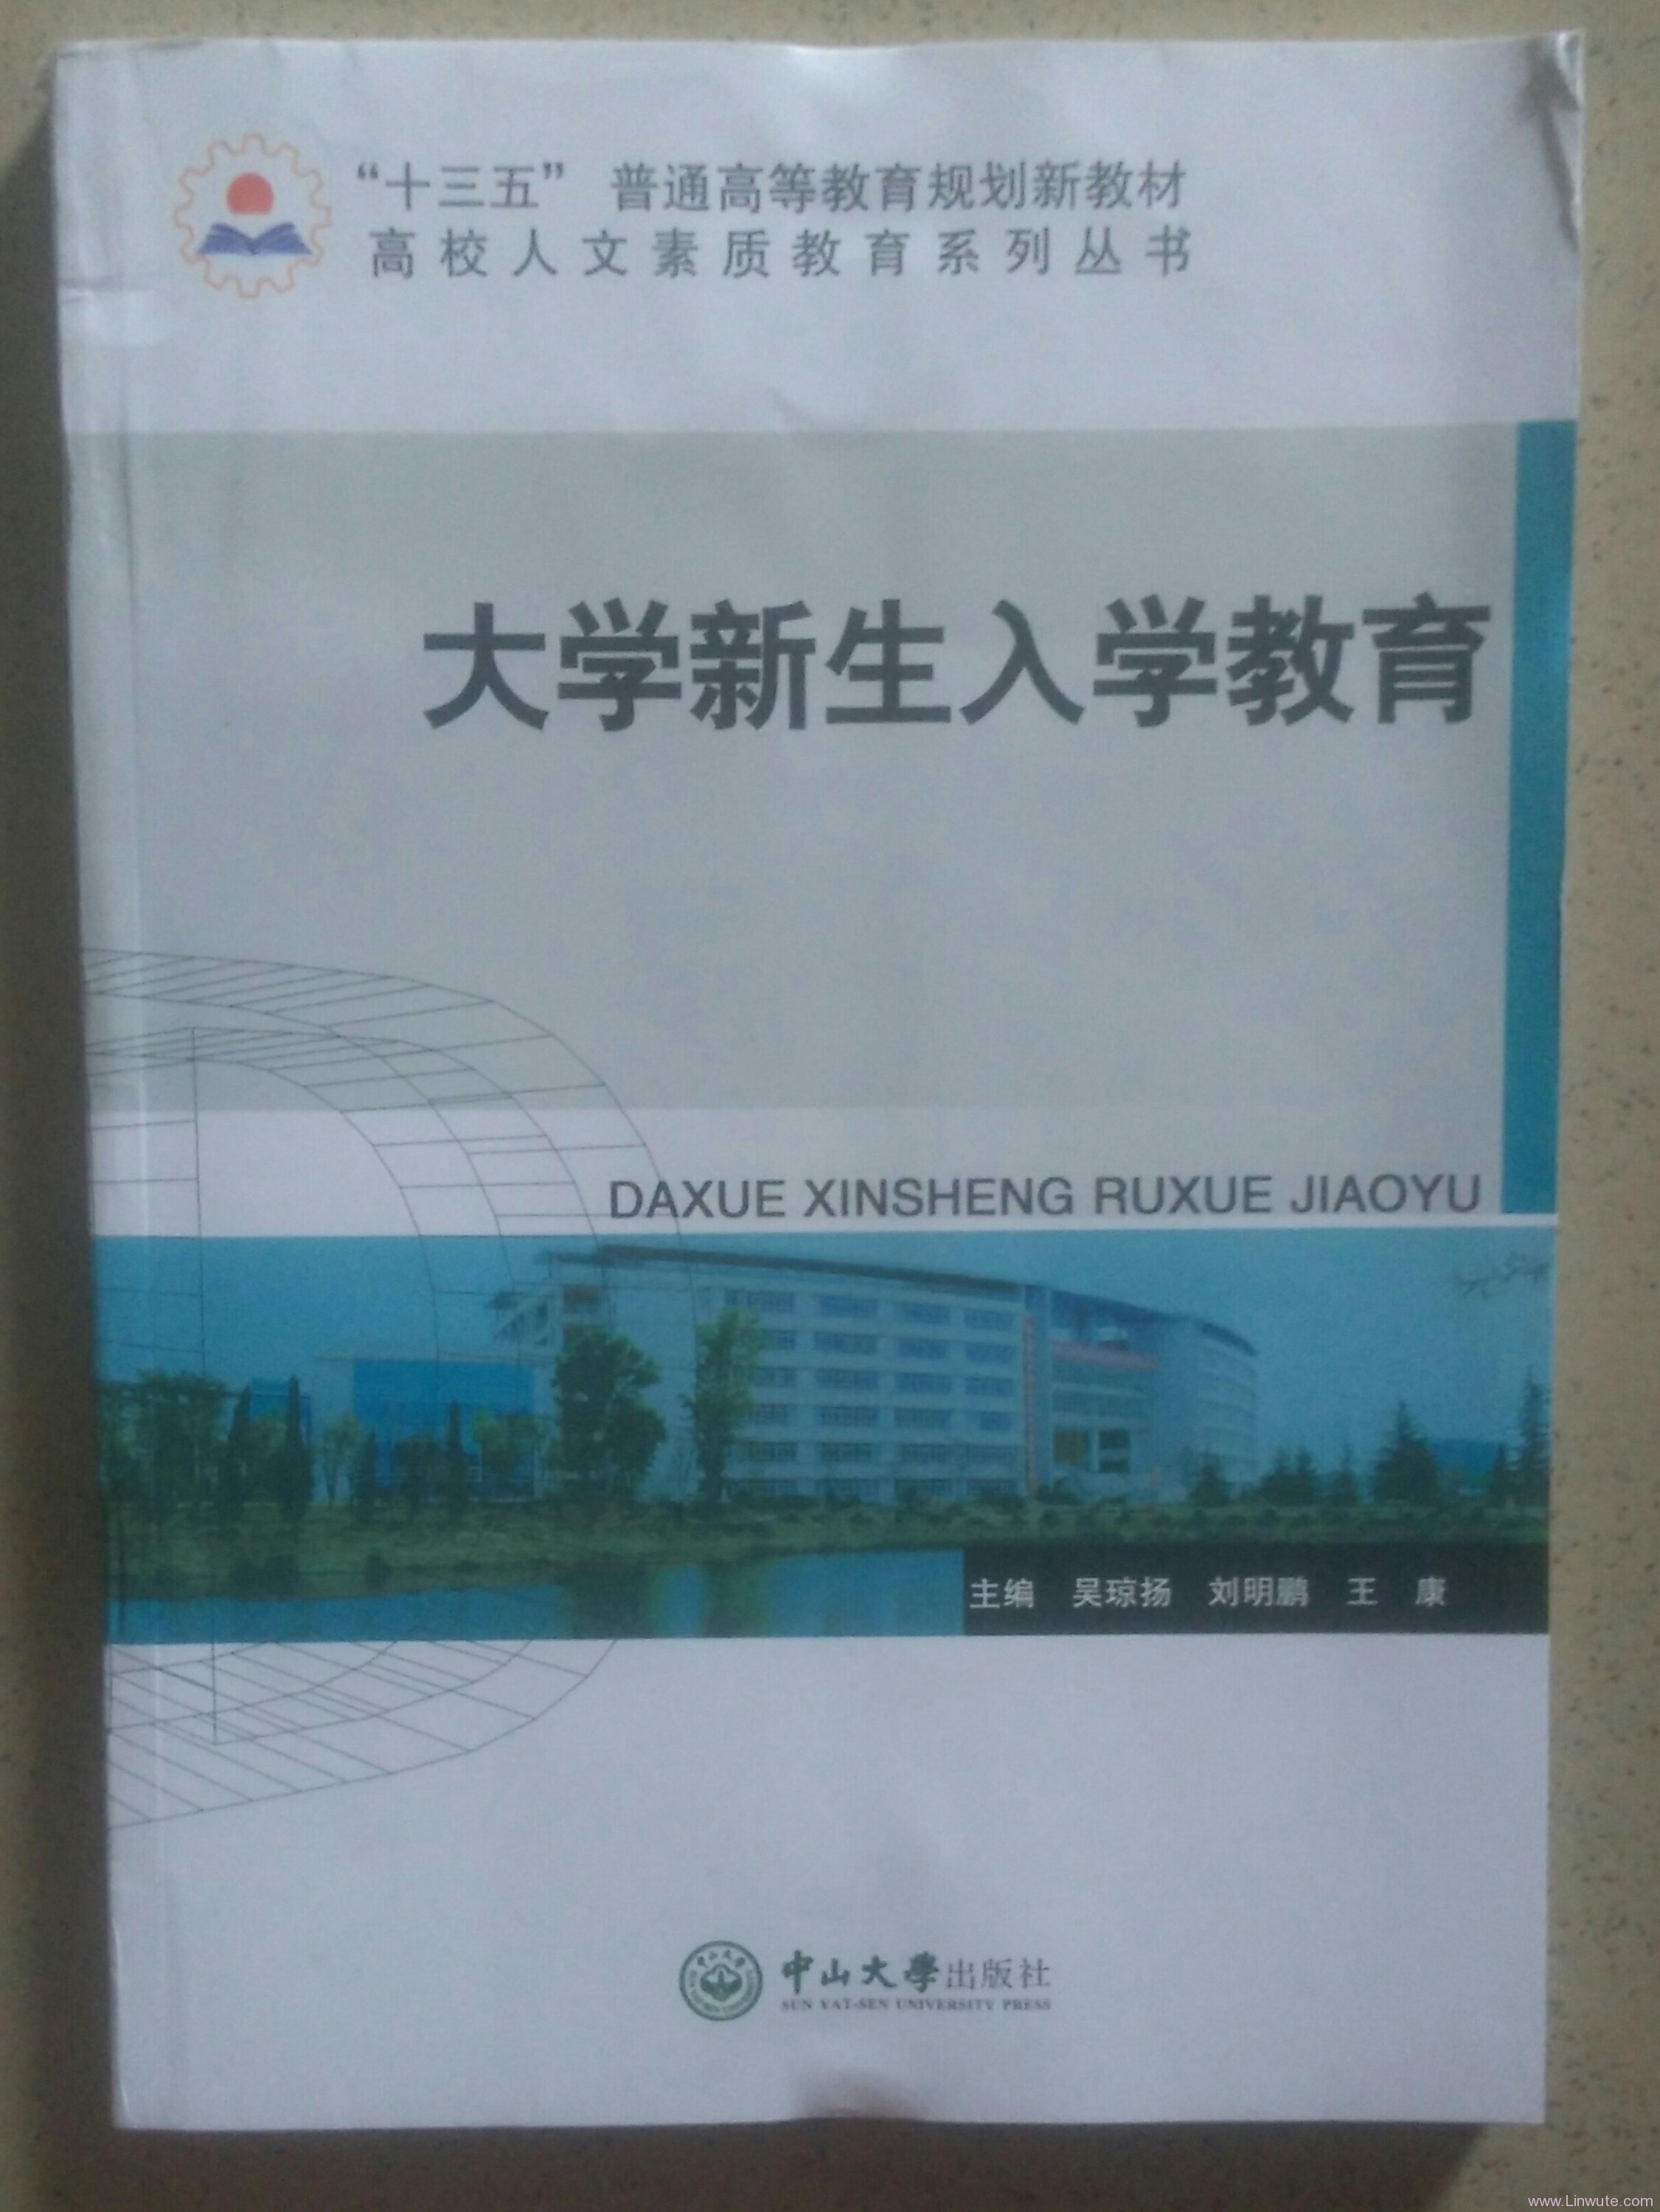 “十三五” 普通高等教育规划新教材
高校人文素质教育系列丛书
大学新生入学教育
DAXUE XINSHENG RUXUE JIAOYU
主编 吴琼扬 刘明鹏 王 康
中山大學出版社
SUN YAT-SEN UNIVERSITY PRESS
www.Linwute.com